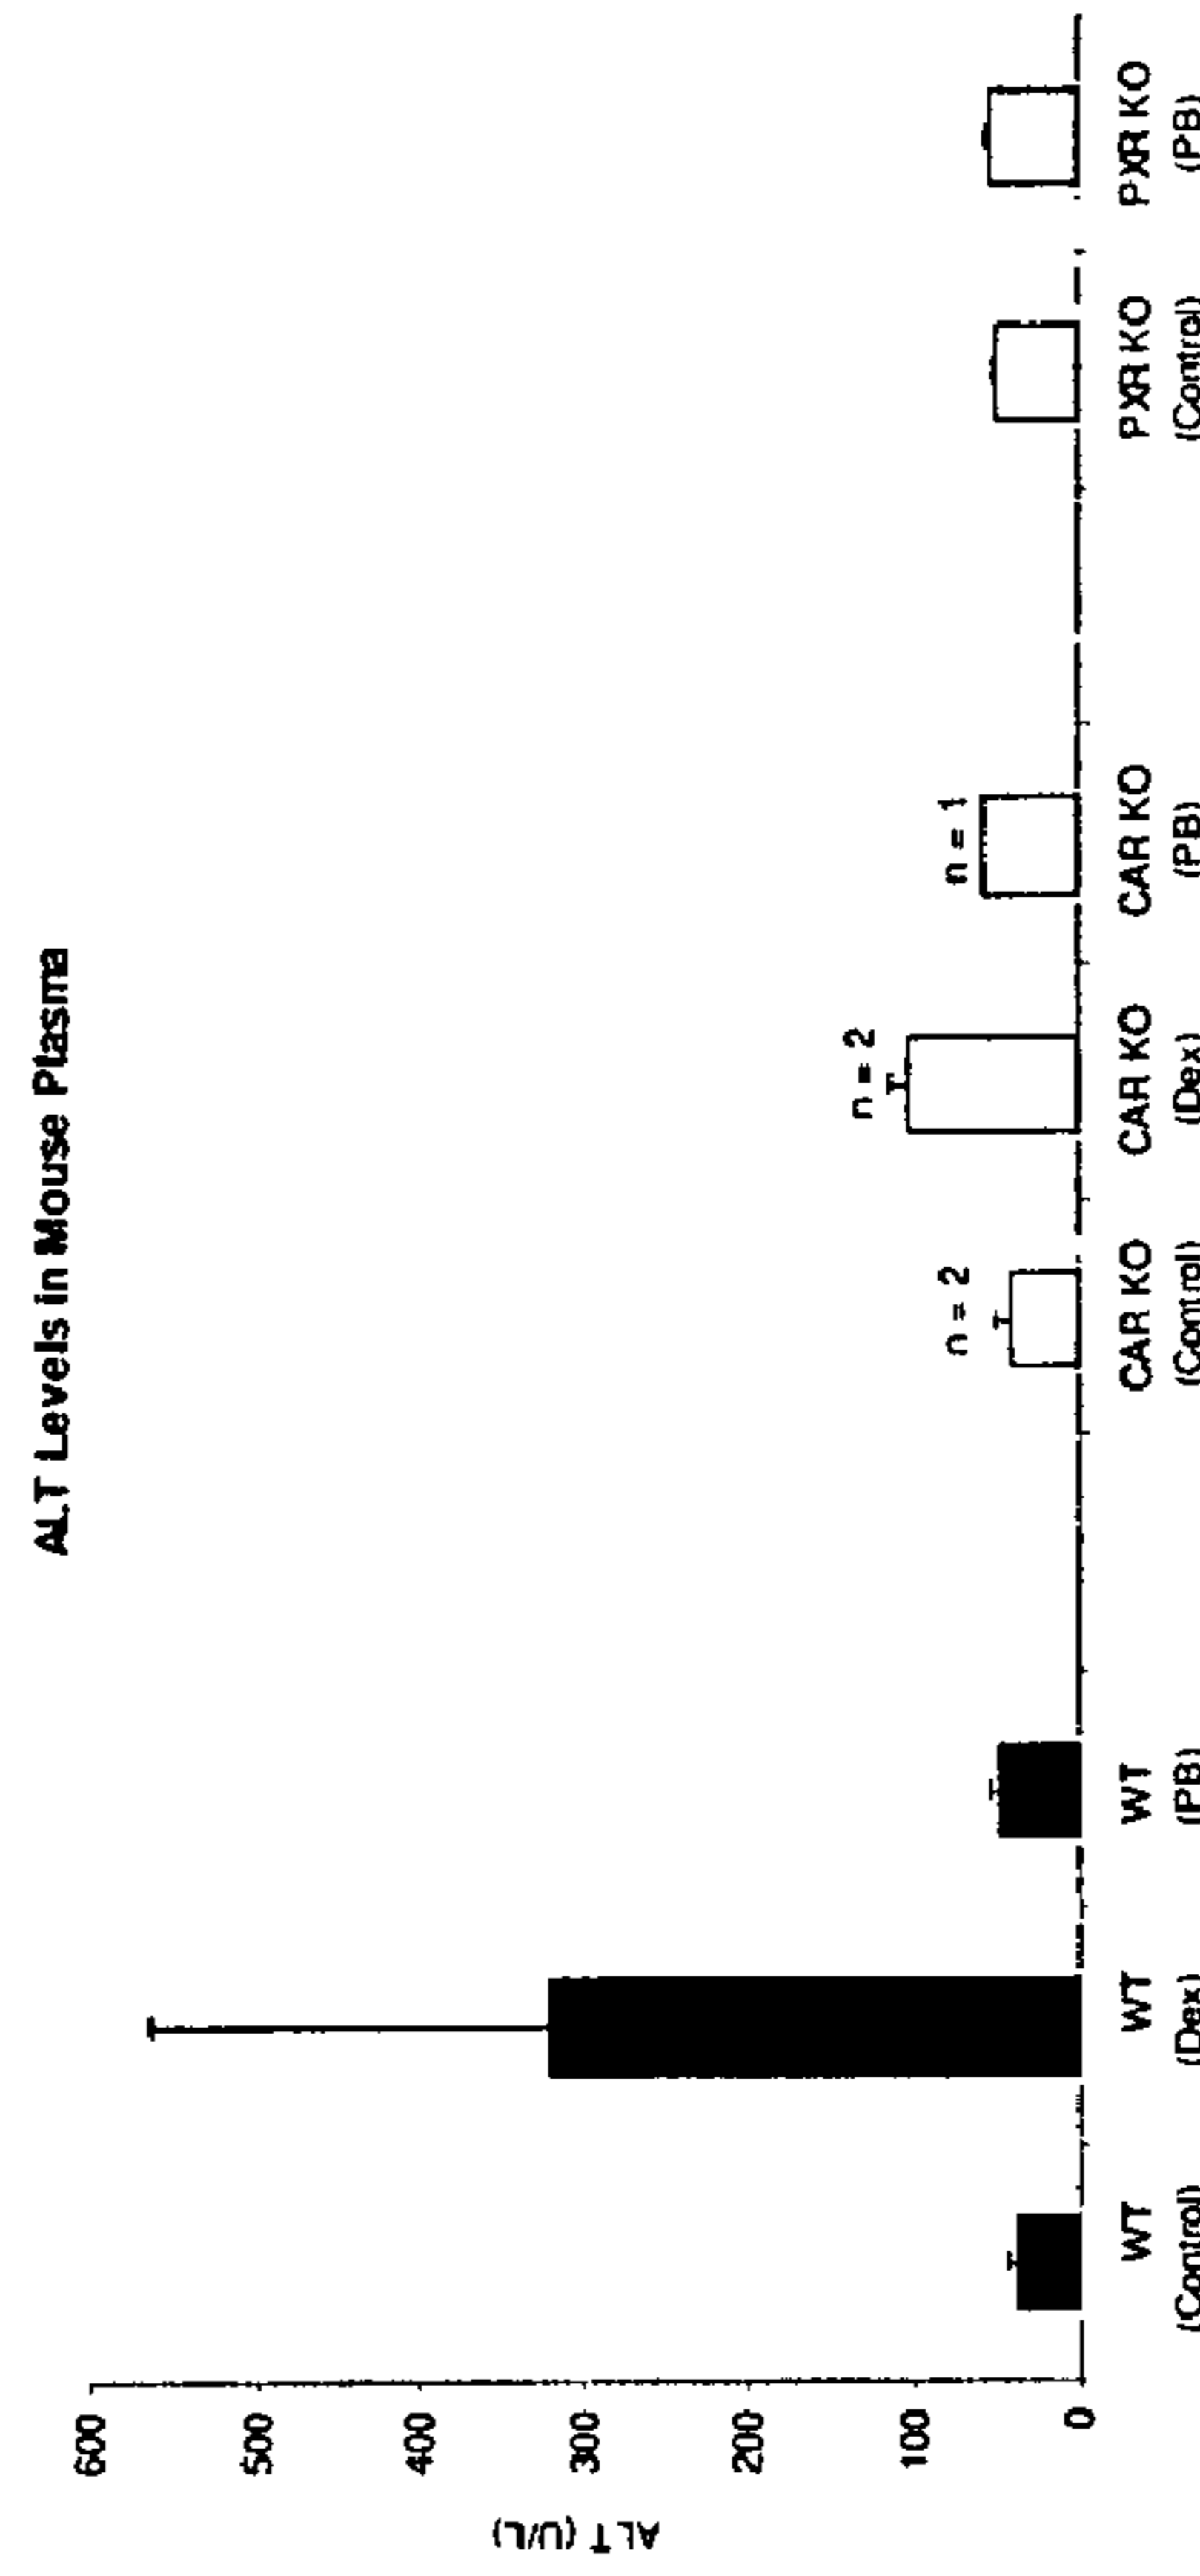 ALT Levels in Mouse Plasma
600
500
400
300
200
100
0
ALT (U/L)
n = 2
n = 2
n = 1
WT WT WT CAR KO CAR KO CAR KO PXR KO PXR KO
(Control) (Dex) (PB) (Control) (Dex) (PB) (Control) (PB)